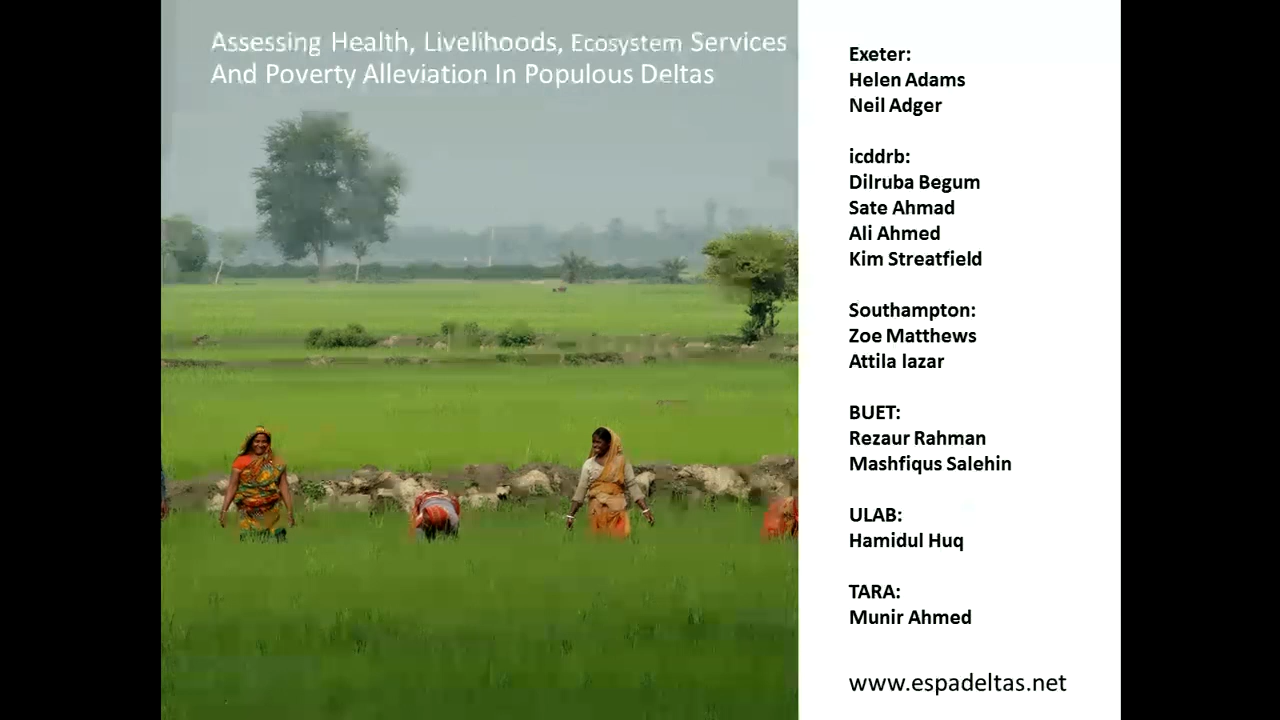 Assessing Health, Livelihoods, Ecosystem Services
And Poverty Alleviation In Populous Deltas
Exeter:
Helen Adams
Neil Adger
icddrb:
Dilruba Begum
Sate Ahmad
Ali Ahmed
Kim Streatfield
Southampton:
Zoe Matthews
Attila lazar
BUET:
Rezaur Rahman
Mashfiqus Salehin
ULAB:
Hamidul Huq
TARA:
Munir Ahmed
www.espadeltas.net